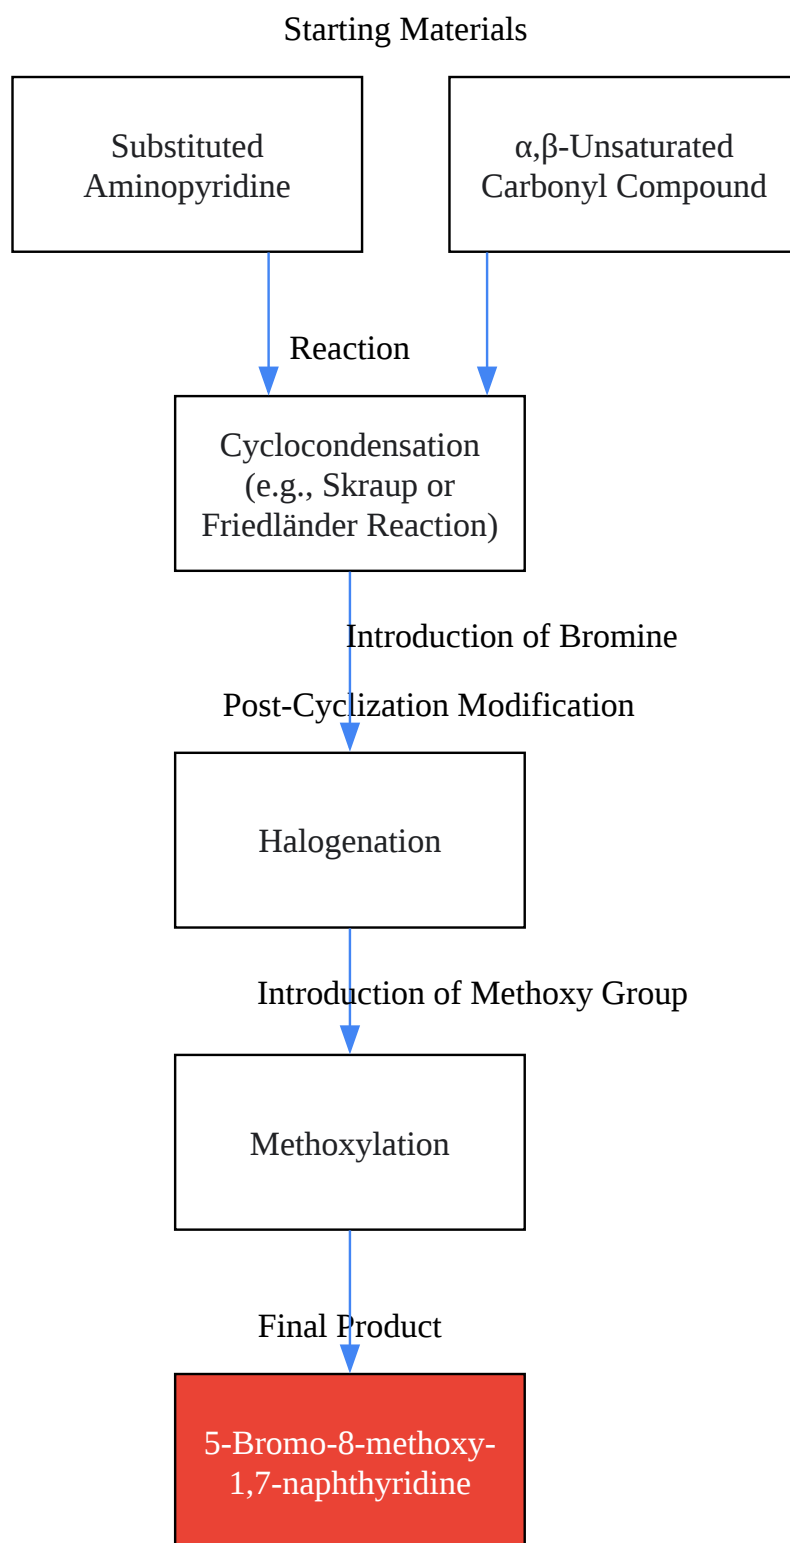 Starting Materials
Substituted
Aminopyridine
α,β-Unsaturated
Carbonyl Compound
Reaction
Cyclocondensation
(e.g., Skraup or
Friedländer Reaction)
Introduction of Bromine
Post-Cyclization Modification
Halogenation
Introduction of Methoxy Group
Methoxylation
Final Product
5-Bromo-8-methoxy-
1,7-naphthyridine